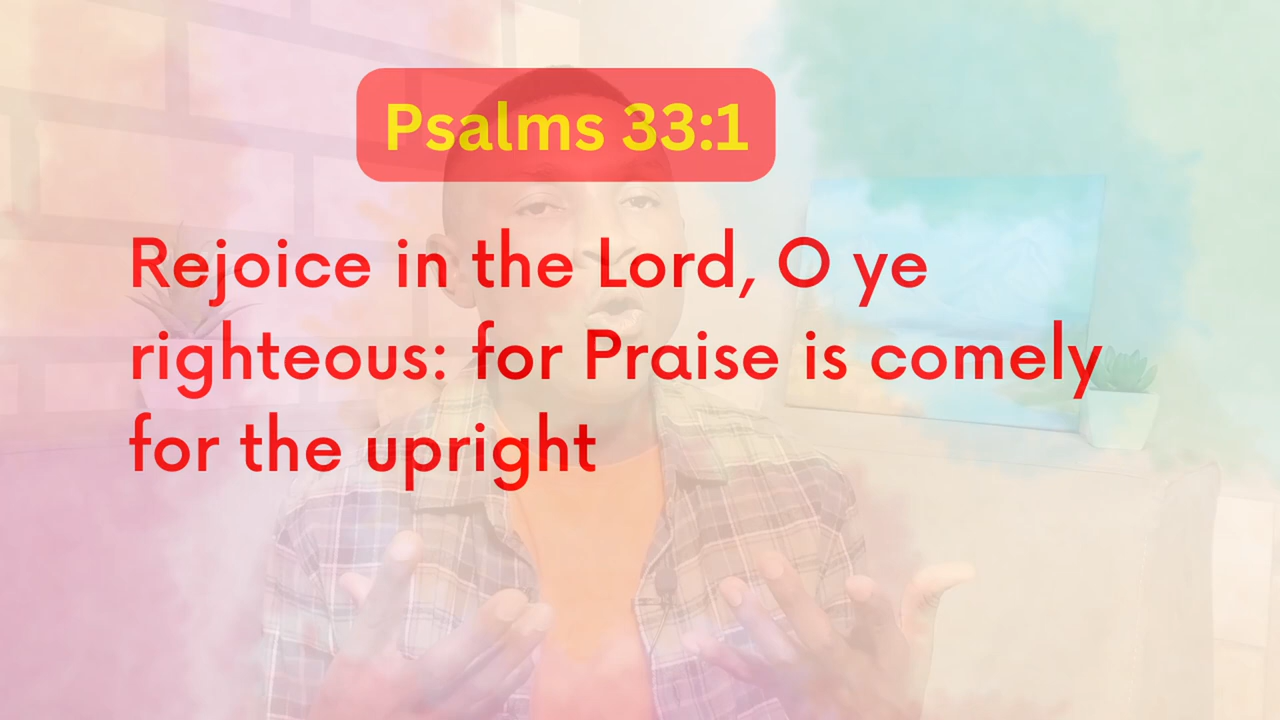 Psalms 33:1
Rejoice in the Lord, O ye
righteous: for Praise is comely
for the upright